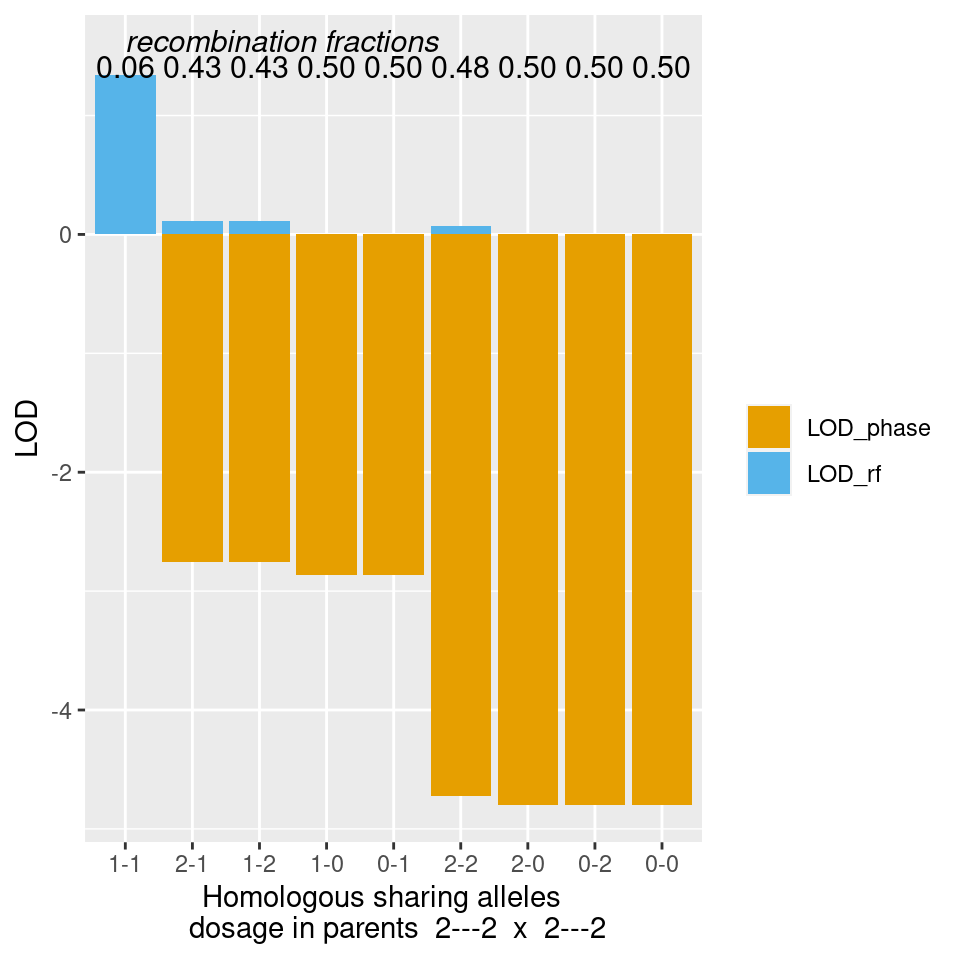 recombination fractions
0.06 0.43 0.43 0.50 0.50 0.48 0.50 0.50 0.50
LOD
0
-2
-4
LOD_phase
LOD_rf
1-1 2-1 1-2 1-0 0-1 2-2 2-0 0-2 0-0
Homologous sharing alleles
dosage in parents 2---2 x 2---2